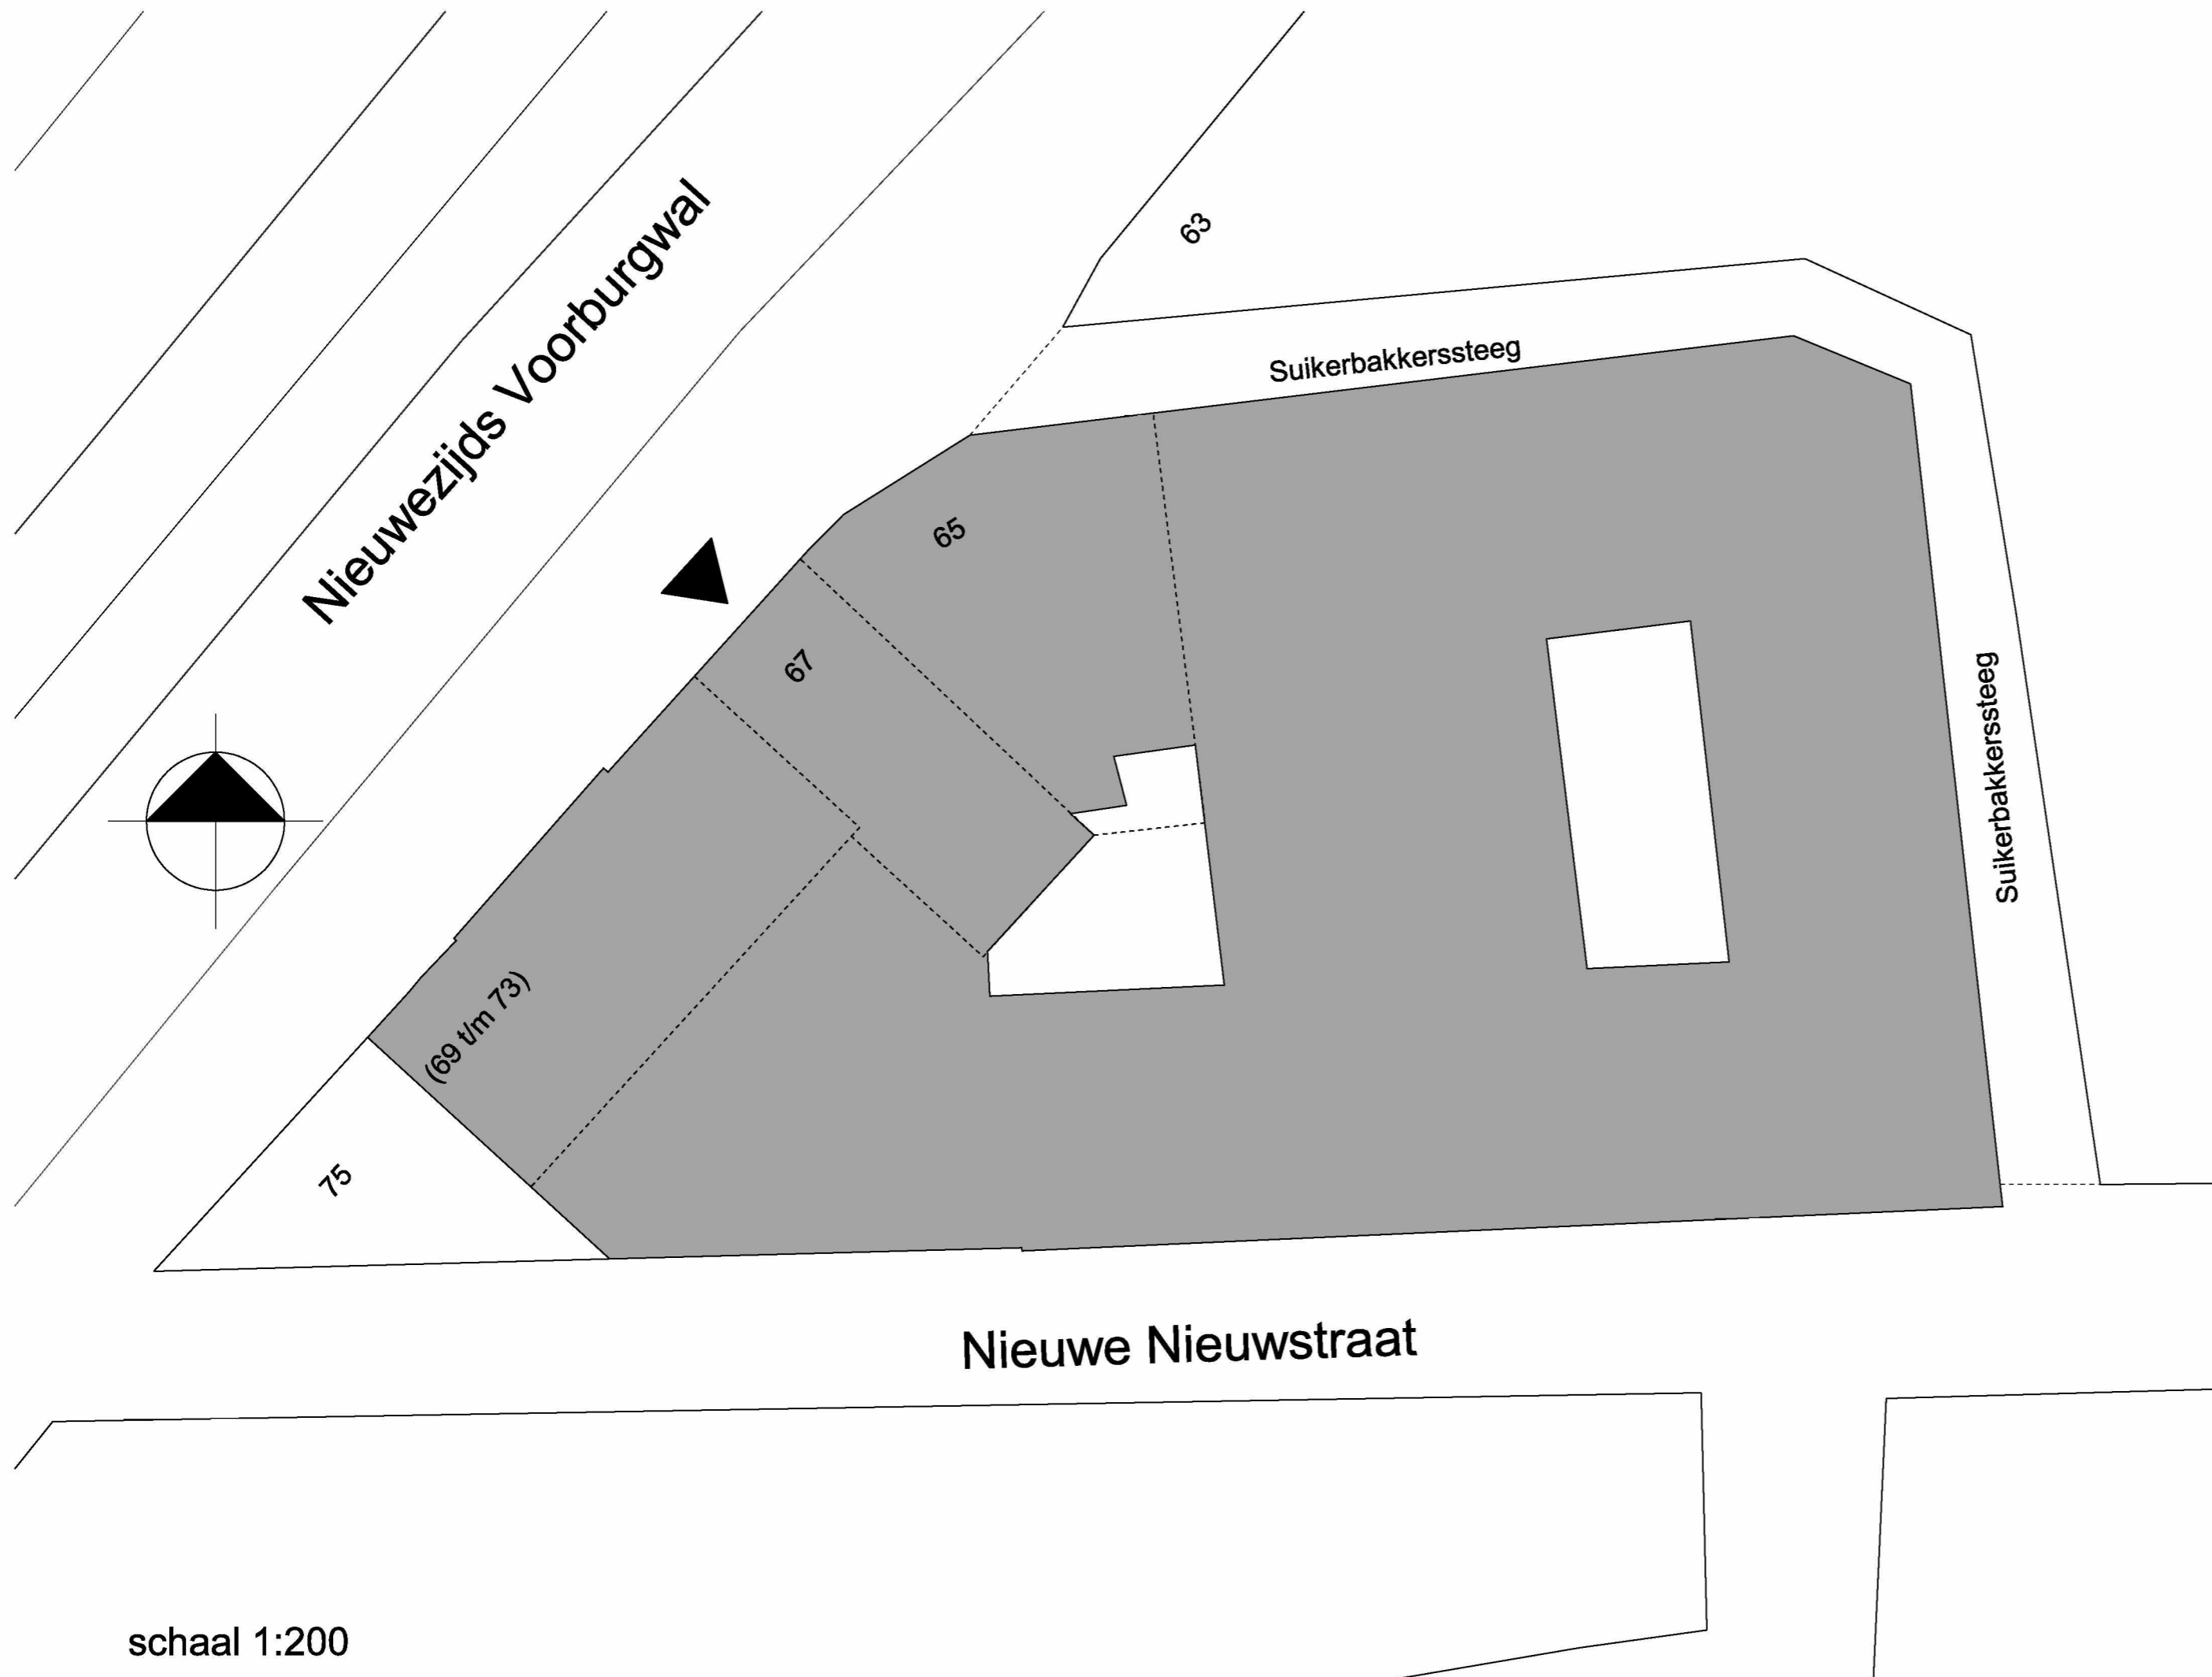 63
Nieuwezijds Voorburgwal
Suikerbakkerssteeg
65
67
Suikerbakkerssteeg
(69 t/m 73)
75
Nieuwe Nieuwstraat
schaal 1:200